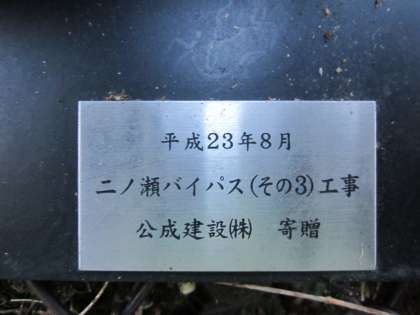 平成23年8月
二ノ瀬バイパス(その3)工事
公成建設㈱　寄贈